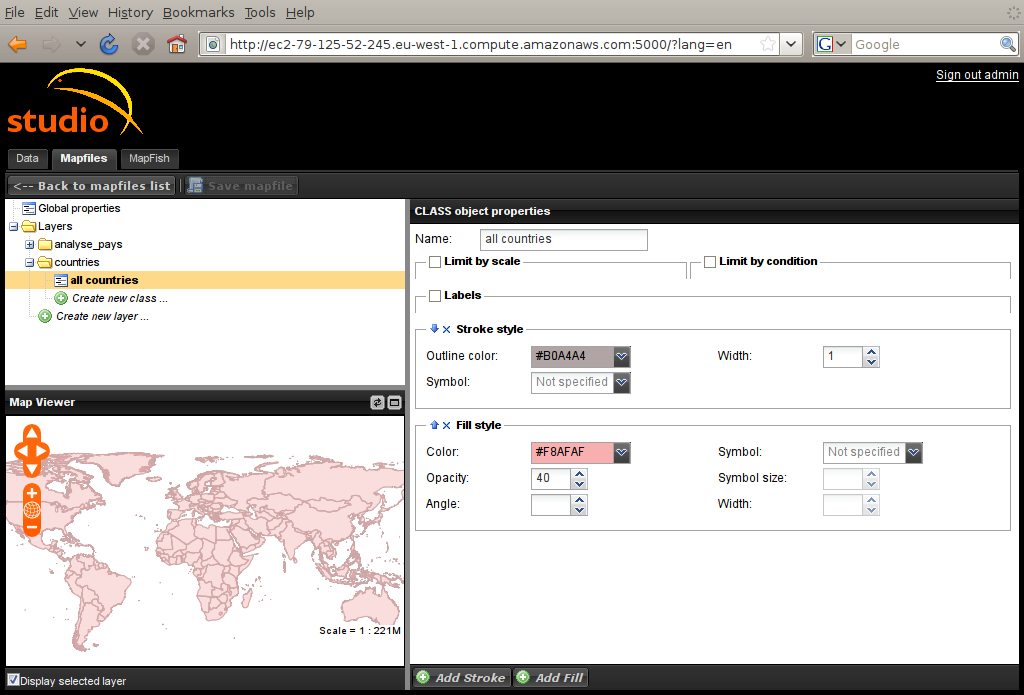 File Edit View History Bookmarks Tools Help
http://ec2-79-125-52-245.eu-west-1.compute.amazonaws.com:5000/?lang=en
G Google
Sign out admin
studio
Data Mapfiles MapFish
<-- Back to mapfiles list Save mapfile
Global properties
Layers
analyse_pays
countries
all countries
Create new class ...
Create new layer ...
Map Viewer
Scale = 1 : 221M
Display selected layer
CLASS object properties
Name: all countries
Limit by scale Limit by condition
Labels
Stroke style
Outline color: #B0A4A4 Width: 1
Symbol: Not specified
Fill style
Color: #F8AFAF Symbol: Not specified
Opacity: 40 Symbol size:
Angle: Width:
Add Stroke Add Fill